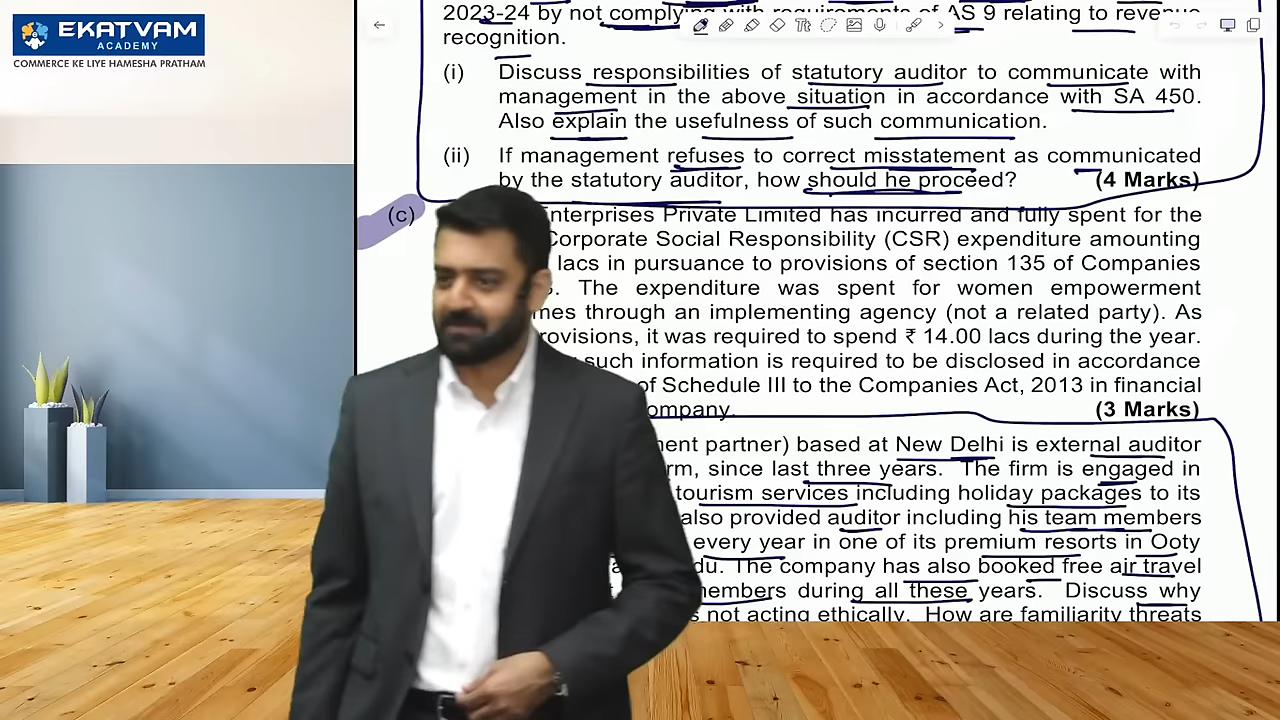 EKATVAM
ACADEMY
COMMERCE KE LIYE HAMESHA PRATHAM
2023-24 by not complying with requirements of AS 9 relating to revenue
recognition.
(i) Discuss responsibilities of statutory auditor to communicate with
management in the above situation in accordance with SA 450.
Also explain the usefulness of such communication.
(ii) If management refuses to correct misstatement as communicated
by the statutory auditor, how should he proceed? (4 Marks)
(c) Enterprises Private Limited has incurred and fully spent for the
Corporate Social Responsibility (CSR) expenditure amounting
lacs in pursuance to provisions of section 135 of Companies
The expenditure was spent for women empowerment
through an implementing agency (not a related party). As
it was required to spend ₹ 14.00 lacs during the year.
such information is required to be disclosed in accordance
of Schedule III to the Companies Act, 2013 in financial
(3 Marks)
partner) based at New Delhi is external auditor
since last three years. The firm is engaged in
tourism services including holiday packages to its
also provided auditor including his team members
every year in one of its premium resorts in Ooty
The company has also booked free air travel
members during all these years. Discuss why
not acting ethically. How are familiarity threats